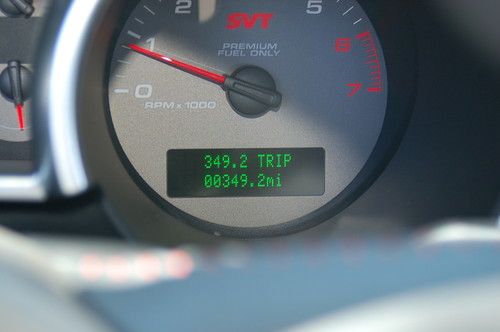 2
5
SVT
1
6
PREMIUM
FUEL ONLY
0
7
RPM x 1000
349.2 TRIP
00349.2mi